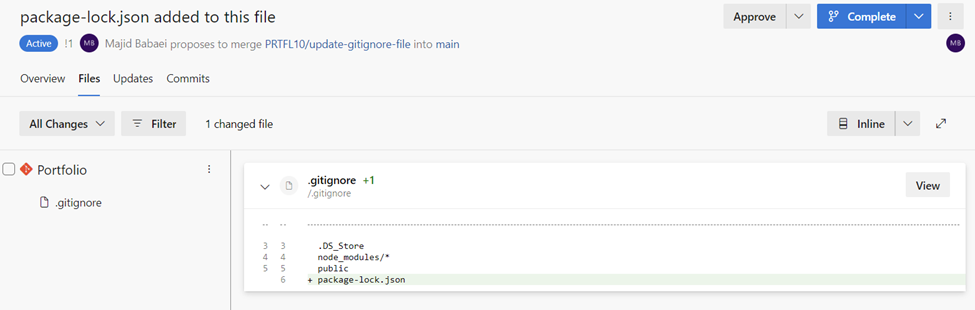 package-lock.json added to this file
Approve
Complete
Active !1 MB Majid Babaei proposes to merge PRTFL10/update-gitignore-file into main
MB
Overview Files Updates Commits
All Changes Filter 1 changed file
Inline
Portfolio
.gitignore
.gitignore +1
/.gitignore
View
-- --
3 3 .DS_Store
4 4 node_modules/*
5 5 public
6 + package-lock.json